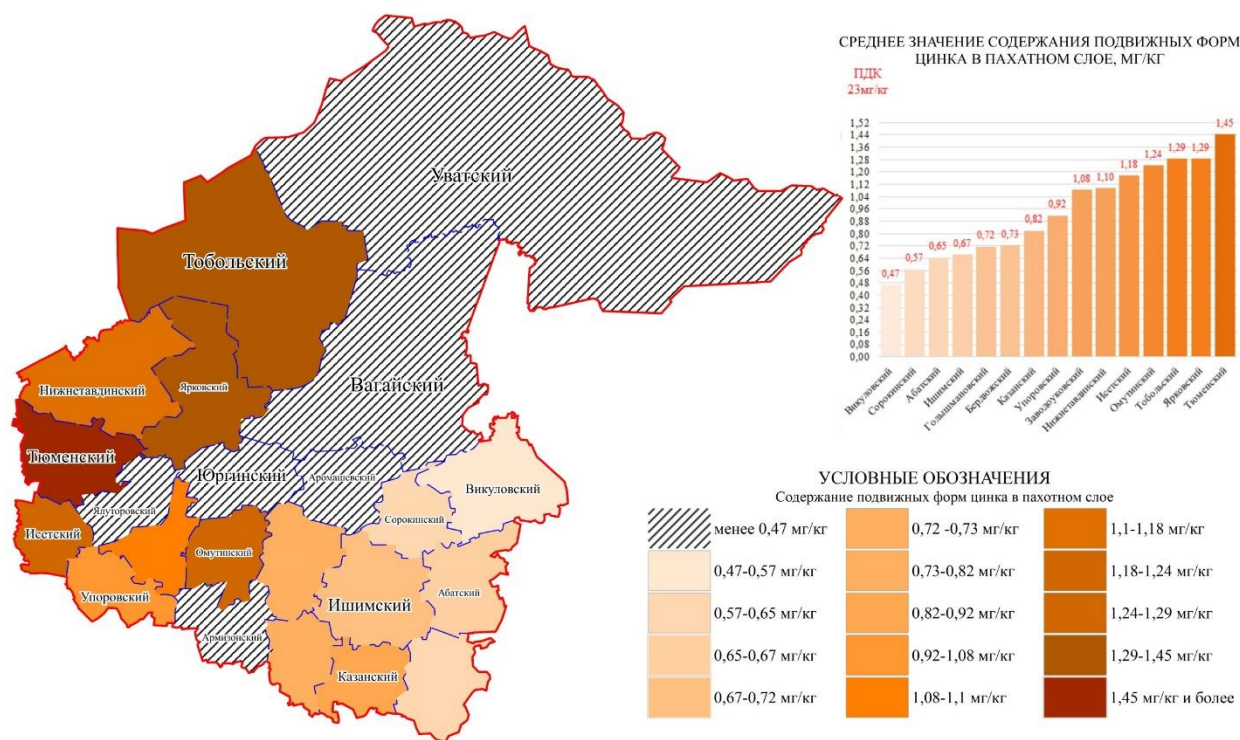 СРЕДНЕЕ ЗНАЧЕНИЕ СОДЕРЖАНИЯ ПОДВИЖНЫХ ФОРМ
ЦИНКА В ПАХАТНОМ СЛОЕ, МГ/КГ
ПДК
23мг/кг
1,52
1,44
1,36
1,28
1,20
1,12
1,04
0,96
0,88
0,80
0,72
0,64
0,56
0,48
0,40
0,32
0,24
0,16
0,08
0,00
0,47
0,57
0,65
0,67
0,72
0,73
0,82
0,92
1,08
1,10
1,18
1,24
1,29
1,29
1,45
Викуловский
Сорокинский
Абатский
Ишимский
Голышмановский
Бердюжский
Казанский
Упоровский
Заводоуковский
Нижнетавдинский
Исетский
Омутинский
Тобольский
Ярковский
Тюменский
Уватский
Тобольский
Вагайский
Нижнетавдинский
Ярковский
Тюменский
Юргинский
Аромашевский
Викуловский
Ялуторовский
Сорокинский
Исетский
Омутинский
Упоровский
Ишимский
Абатский
Армизонский
Казанский
УСЛОВНЫЕ ОБОЗНАЧЕНИЯ
Содержание подвижных форм цинка в пахотном слое
менее 0,47 мг/кг
0,47-0,57 мг/кг
0,57-0,65 мг/кг
0,65-0,67 мг/кг
0,67-0,72 мг/кг
0,72 -0,73 мг/кг
0,73-0,82 мг/кг
0,82-0,92 мг/кг
0,92-1,08 мг/кг
1,08-1,1 мг/кг
1,1-1,18 мг/кг
1,18-1,24 мг/кг
1,24-1,29 мг/кг
1,29-1,45 мг/кг
1,45 мг/кг и более